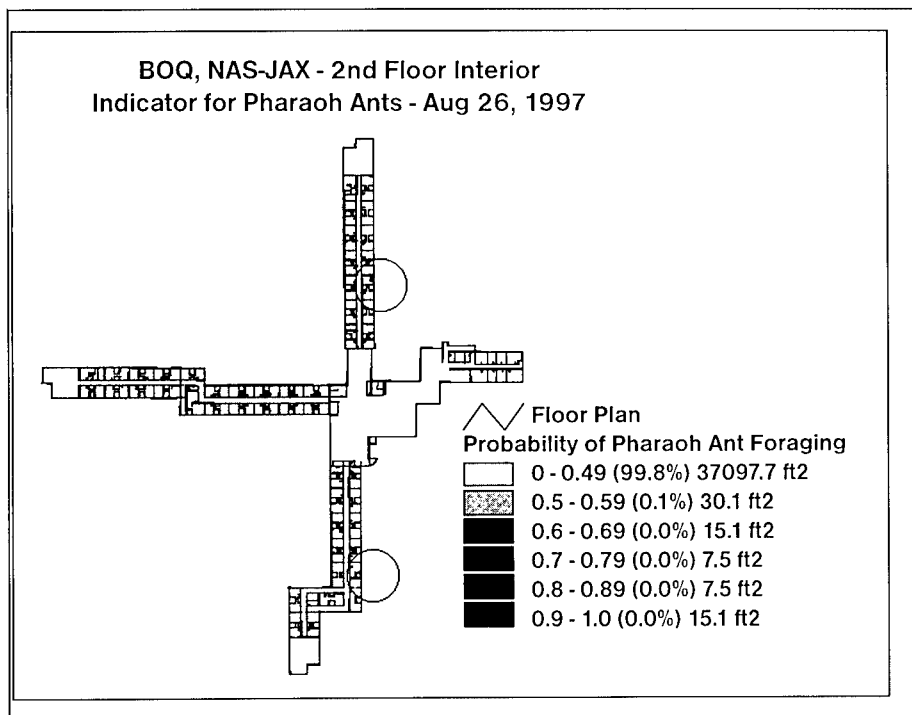 BOQ, NAS-JAX - 2nd Floor Interior
Indicator for Pharaoh Ants - Aug 26, 1997
Floor Plan
Probability of Pharaoh Ant Foraging
0 - 0.49 (99.8%) 37097.7 ft2
0.5 - 0.59 (0.1%) 30.1 ft2
0.6 - 0.69 (0.0%) 15.1 ft2
0.7 - 0.79 (0.0%) 7.5 ft2
0.8 - 0.89 (0.0%) 7.5 ft2
0.9 - 1.0 (0.0%) 15.1 ft2